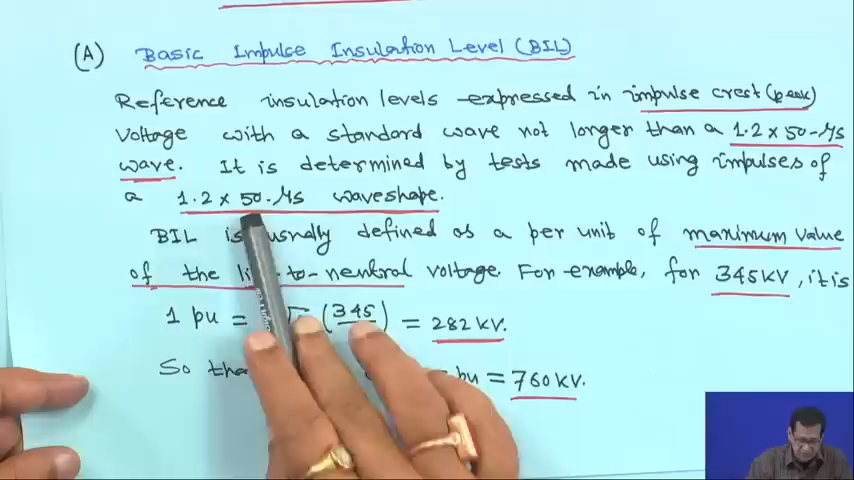 (A) Basic Impulse Insulation Level (BIL)
Reference insulation levels expressed in impulse crest (peak)
voltage with a standard wave not longer than a 1.2 x 50-μs
wave. It is determined by tests made using impulses of
a 1.2 x 50-μs waveshape.
BIL is usually defined as a per unit of maximum value
of the to-neutral voltage. For example, for 345kV, it is
1 pu = (345 ) = 282 kV.
So pu = 760 kV.